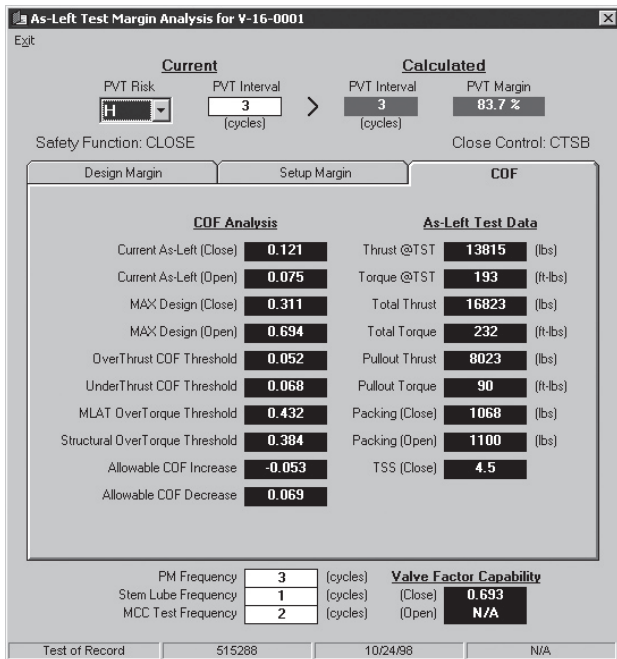 As-Left Test Margin Analysis for V-16-0001
Exit
Current Calculated
PVT Risk PVT Interval PVT Interval PVT Margin
H 3 > 3 83.7 %
(cycles) (cycles)
Safety Function: CLOSE Close Control: CTSB
Design Margin Setup Margin COF
COF Analysis As-Left Test Data
Current As-Left (Close) 0.121 Thrust @TST 13815 (lbs)
Current As-Left (Open) 0.075 Torque @TST 193 (ft-lbs)
MAX Design (Close) 0.311 Total Thrust 16823 (lbs)
MAX Design (Open) 0.694 Total Torque 232 (ft-lbs)
OverThrust COF Threshold 0.052 Pullout Thrust 8023 (lbs)
UnderThrust COF Threshold 0.068 Pullout Torque 90 (ft-lbs)
MLAT OverTorque Threshold 0.432 Packing (Close) 1068 (lbs)
Structural OverTorque Threshold 0.384 Packing (Open) 1100 (lbs)
Allowable COF Increase -0.053 TSS (Close) 4.5
Allowable COF Decrease 0.069
PM Frequency 3 (cycles) Valve Factor Capability
Stem Lube Frequency 1 (cycles) (Close) 0.693
MCC Test Frequency 2 (cycles) (Open) N/A
Test of Record 515288 10/24/98 N/A